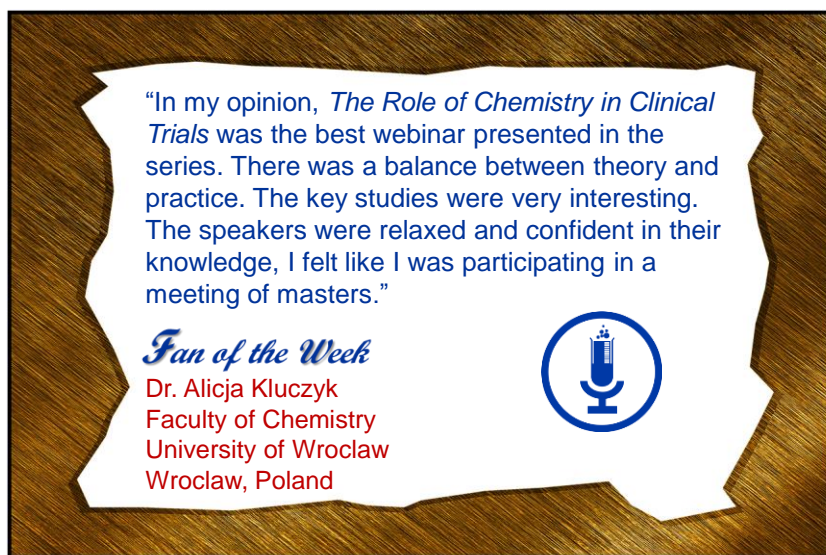 “In my opinion, The Role of Chemistry in Clinical
Trials was the best webinar presented in the
series. There was a balance between theory and
practice. The key studies were very interesting.
The speakers were relaxed and confident in their
knowledge, I felt like I was participating in a
meeting of masters.”
Fan of the Week
Dr. Alicja Kluczyk
Faculty of Chemistry
University of Wroclaw
Wroclaw, Poland